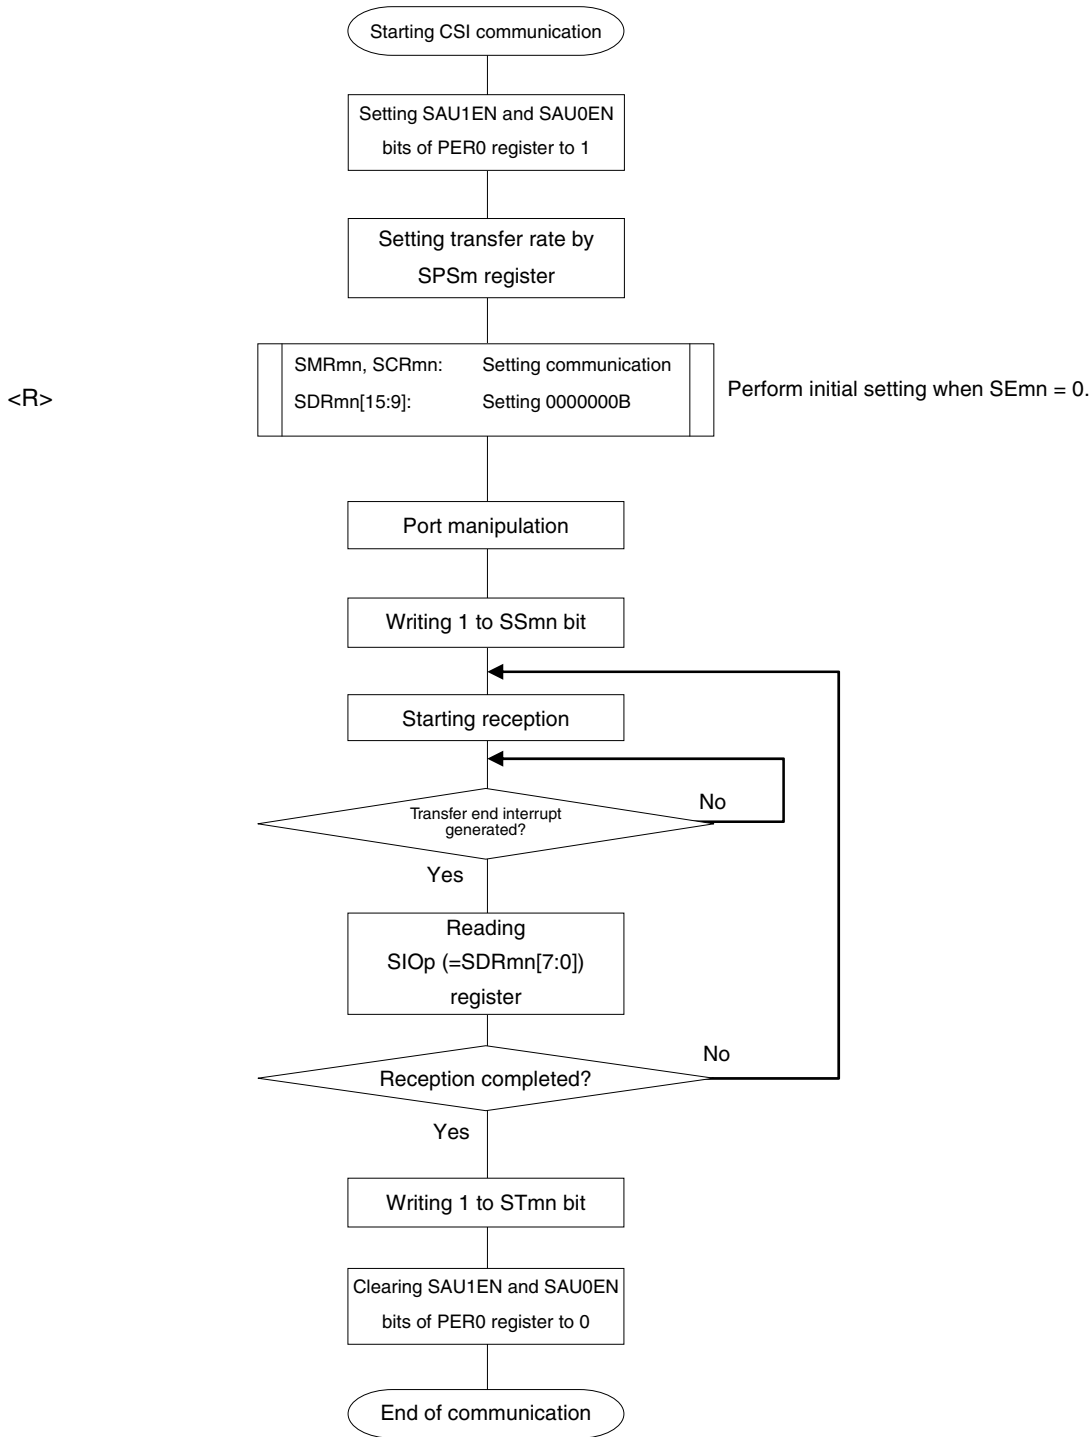 Starting CSI communication
Setting SAU1EN and SAU0EN
bits of PER0 register to 1
Setting transfer rate by
SPSm register
<R>
SMRmn, SCRmn: Setting communication
SDRmn[15:9]: Setting 0000000B
Perform initial setting when SEmn = 0.
Port manipulation
Writing 1 to SSmn bit
Starting reception
Transfer end interrupt
generated?
No
Yes
Reading
SIOp (=SDRmn[7:0])
register
Reception completed?
No
Yes
Writing 1 to STmn bit
Clearing SAU1EN and SAU0EN
bits of PER0 register to 0
End of communication